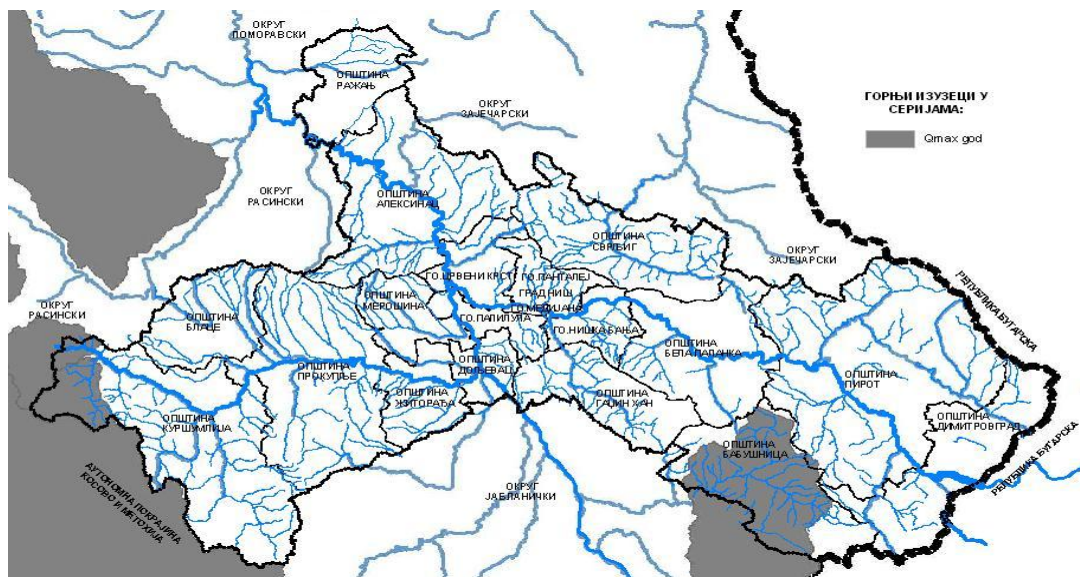 ОКРУГ
ПОМОРАВСКИ
ОПШТИНА
РАЖАЊ
ОКРУГ
ЗАЈЕЧАРСКИ
ГОРЊИ ИЗУЗЕЦИ У
СЕРИЈАМА:
Qmax god
ОКРУГ
РАСИНСКИ
ОПШТИНА
АЛЕКСИНАЦ
ОПШТИНА
СВРЉИГ
ОКРУГ
ЗАЈЕЧАРСКИ
РЕПУБЛИКА БУГАРСКА
ГО.ЦРВЕНИ КРСТ
ГО.ПАНТАЛЕЈ
ГРАД НИШ
ГО.МЕДИЈАНА
ОПШТИНА
МЕРОШИНА
ГО.ПАЛИЛУЛА
ГО.НИШКА БАЊА
ОКРУГ
РАСИНСКИ
ОПШТИНА
БЛАЦЕ
ОПШТИНА
ПРОКУПЉЕ
ОПШТИНА
ДОЉЕВАЦ
ОПШТИНА
БЕЛА ПАЛАНКА
ОПШТИНА
ПИРОТ
ОПШТИНА
ЖИТОРАЂА
ОПШТИНА
ГАЏИН ХАН
ОПШТИНА
КУРШУМЛИЈА
ОПШТИНА
ДИМИТРОВГРАД
ОПШТИНА
БАБУШНИЦА
РЕПУБЛИКА БУГАРСКА
АУТОНОМНА ПОКРАЈИНА
КОСОВО И МЕТОХИЈА
ОКРУГ
ЈАБЛАНИЧКИ